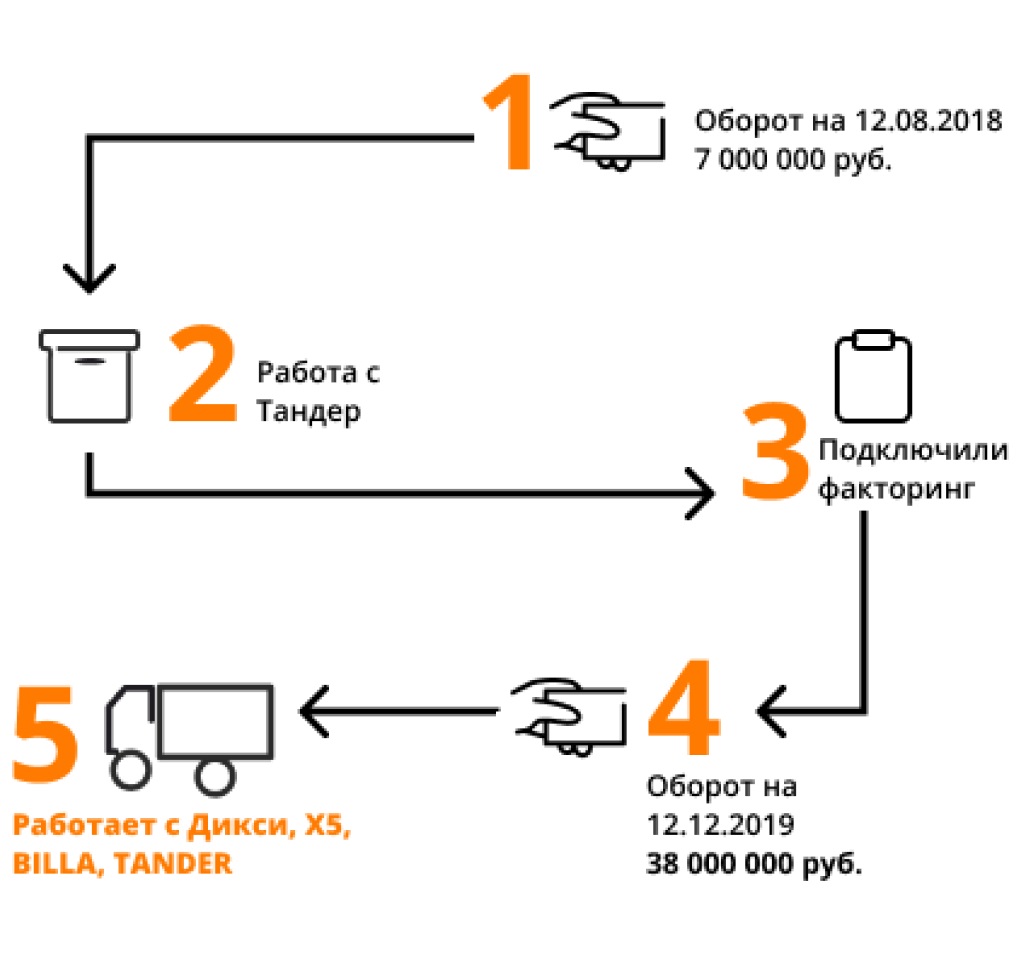 1
Оборот на 12.08.2018
7 000 000 руб.
2
Работа с
Тандер
3
Подключили
факторинг
4
Оборот на
12.12.2019
38 000 000 руб.
5
Работает с Дикси, X5,
BILLA, TANDER